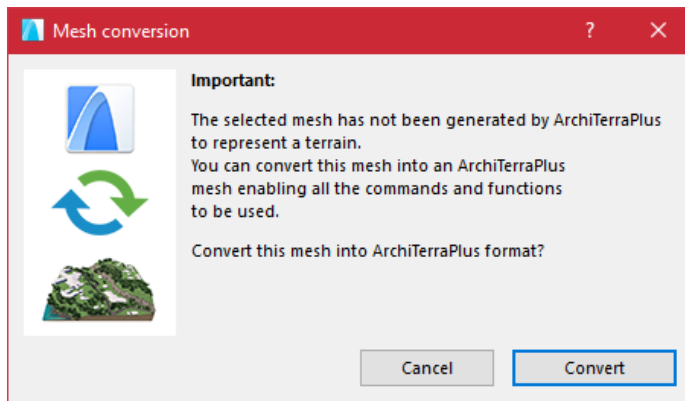 Mesh conversion
Important:
The selected mesh has not been generated by ArchiTerraPlus
to represent a terrain.
You can convert this mesh into an ArchiTerraPlus
mesh enabling all the commands and functions
to be used.
Convert this mesh into ArchiTerraPlus format?
Cancel Convert